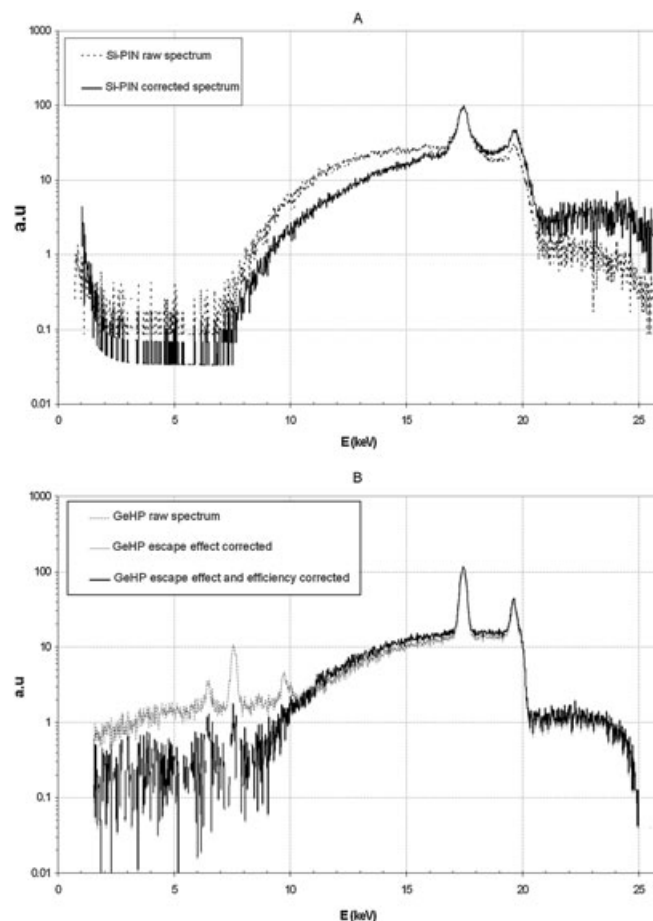 A
1000
100
10
1
0.1
0.01
a.u
Si-PIN raw spectrum
Si-PIN corrected spectrum
0 5 10 15 20 25
E (keV)
B
1000
100
10
1
0.1
0.01
a.u
GeHP raw spectrum
GeHP escape effect corrected
GeHP escape effect and efficiency corrected
0 5 10 15 20 25
E (keV)